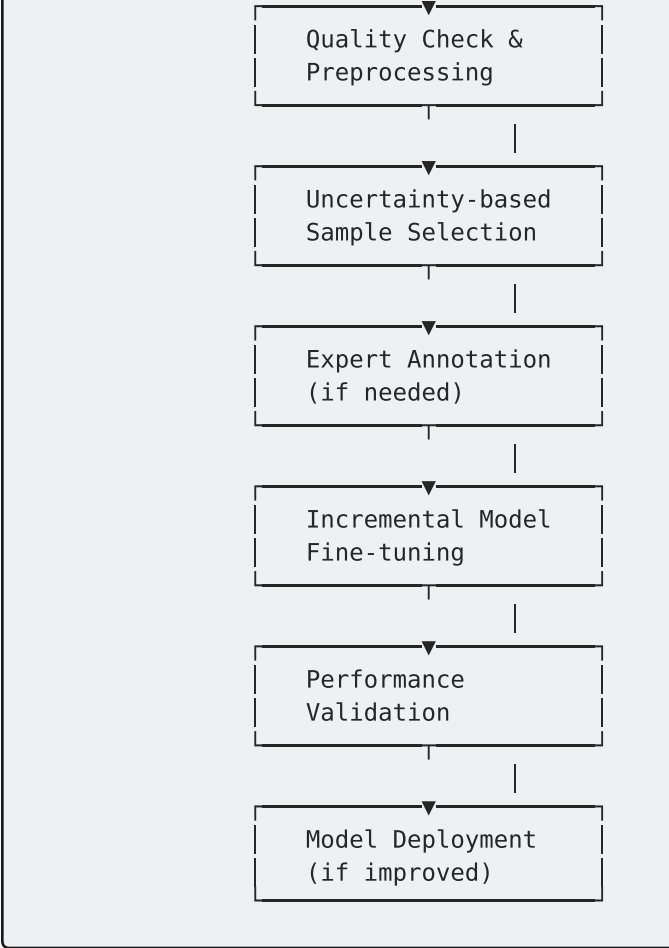 Quality Check &
Preprocessing
Uncertainty-based
Sample Selection
Expert Annotation
(if needed)
Incremental Model
Fine-tuning
Performance
Validation
Model Deployment
(if improved)